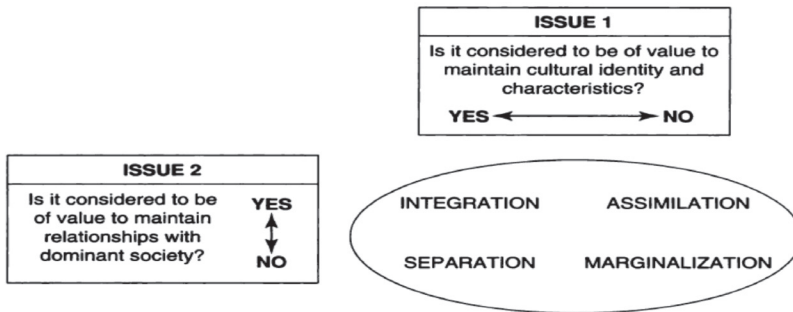 ISSUE 1
Is it considered to be of value to
maintain cultural identity and
characteristics?
YES NO
ISSUE 2
Is it considered to be
of value to maintain
relationships with
dominant society?
YES
NO
INTEGRATION ASSIMILATION
SEPARATION MARGINALIZATION